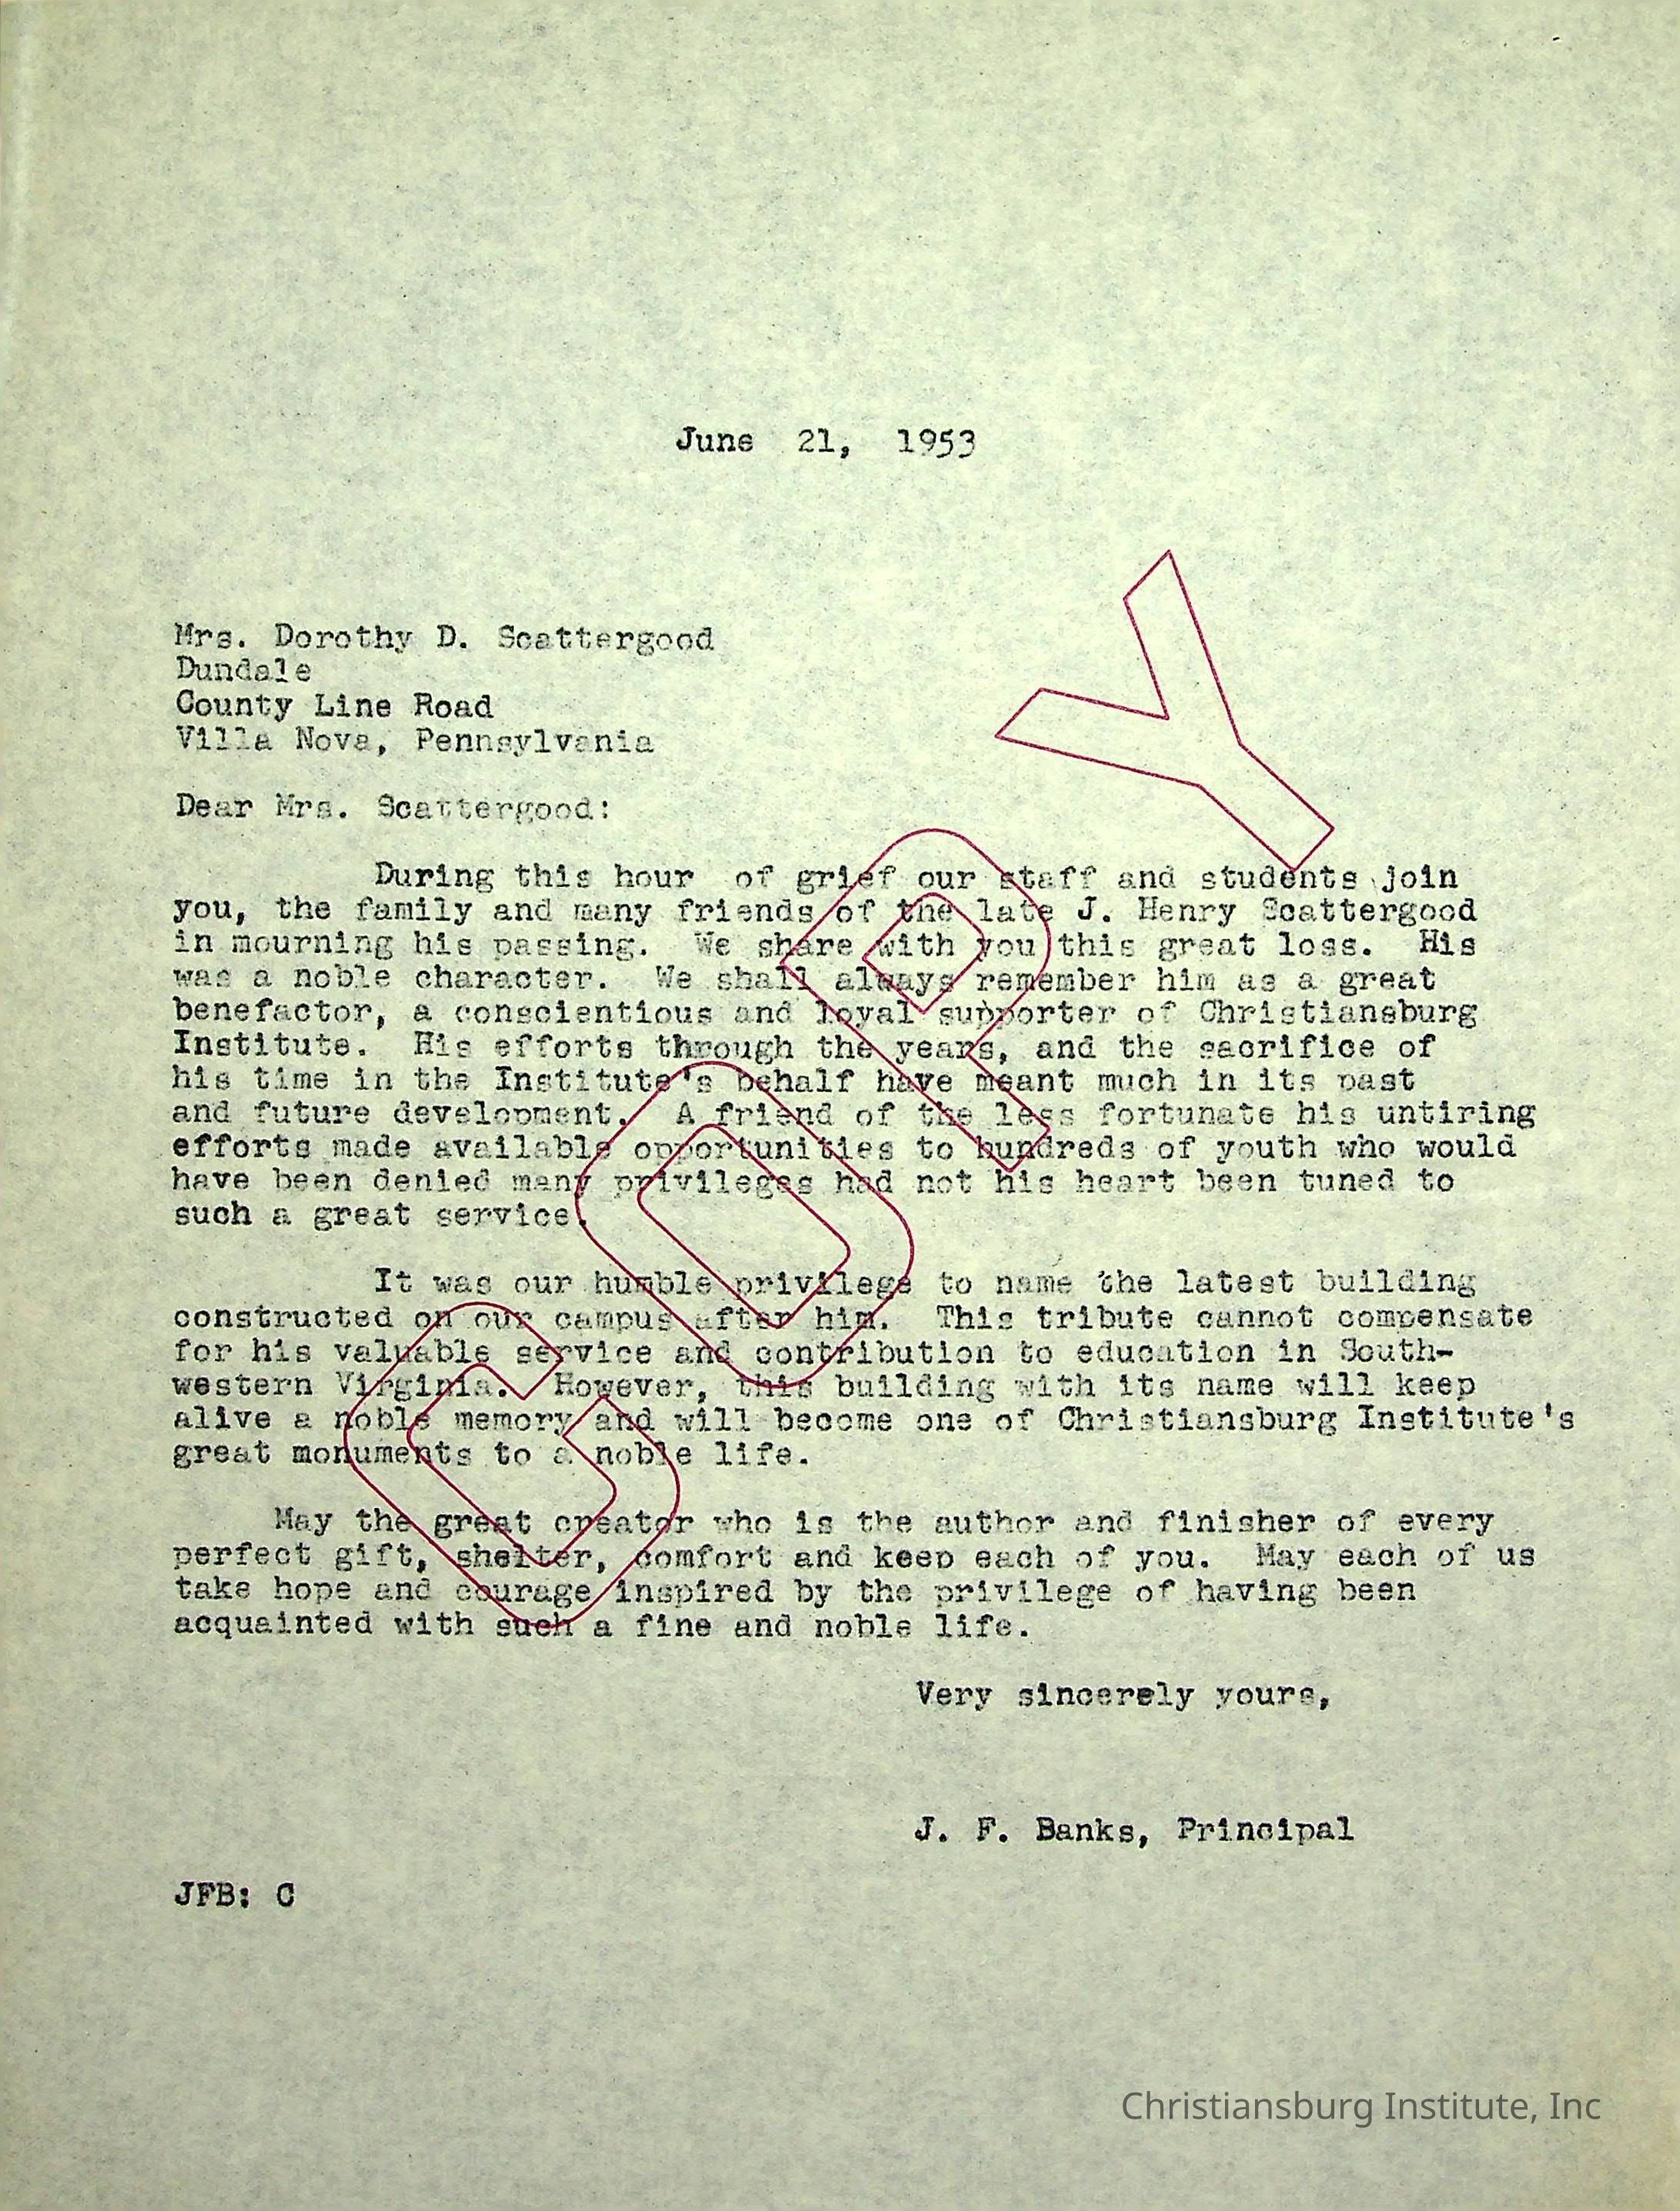 June 21, 1953
Mrs. Dorothy D. Scattergood
Dundale
County Line Road
Villa Nova, Pennsylvania
Dear Mrs. Scattergood:
During this hour of grief our staff and students join
you, the family and many friends of the late J. Henry Scattergood
in mourning his passing. We share with you this great loss. His
was a noble character. We shall always remember him as a great
benefactor, a conscientious and loyal supporter of Christiansburg
Institute. His efforts through the years, and the sacrifice of
his time in the Institute's behalf have meant much in its past
and future development. A friend of the less fortunate his untiring
efforts made available opportunities to hundreds of youth who would
have been denied many privileges had not his heart been tuned to
such a great service.
It was our humble privilege to name the latest building
constructed on our campus after him. This tribute cannot compensate
for his valuable service and contribution to education in South-
western Virginia. However, this building with its name will keep
alive a noble memory and will become one of Christiansburg Institute's
great monuments to a noble life.
May the great creator who is the author and finisher of every
perfect gift, shelter, comfort and keep each of you. May each of us
take hope and courage inspired by the privilege of having been
acquainted with such a fine and noble life.
Very sincerely yours,
J. F. Banks, Principal
JFB: C
COPY
Christiansburg Institute, Inc